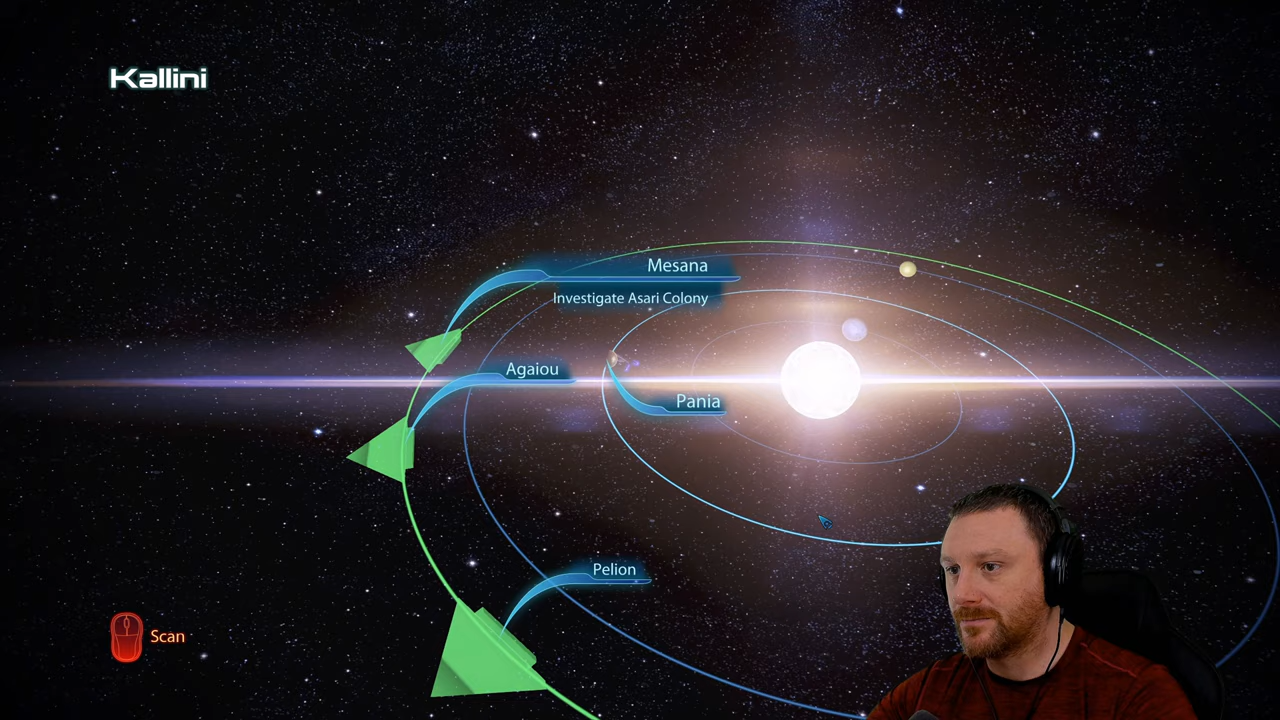 Kallini
Mesana
Investigate Asari Colony
Agaiou
Pania
Pelion
Scan